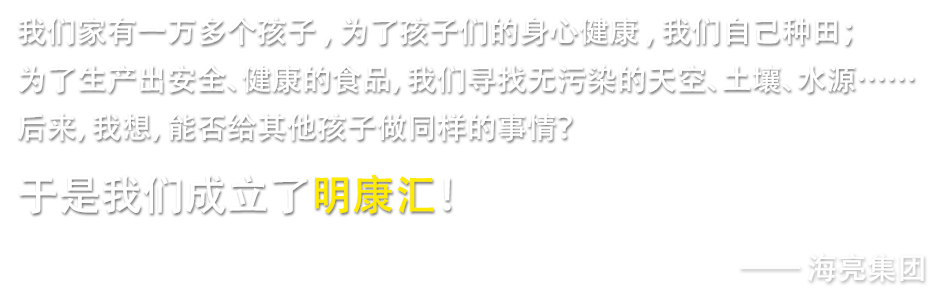 我们家有一万多个孩子，为了孩子们的身心健康，我们自己种田；
为了生产出安全、健康的食品，我们寻找无污染的天空、土壤、水源……
后来，我想，能否给其他孩子做同样的事情？
于是我们成立了明康汇！
—— 海亮集团